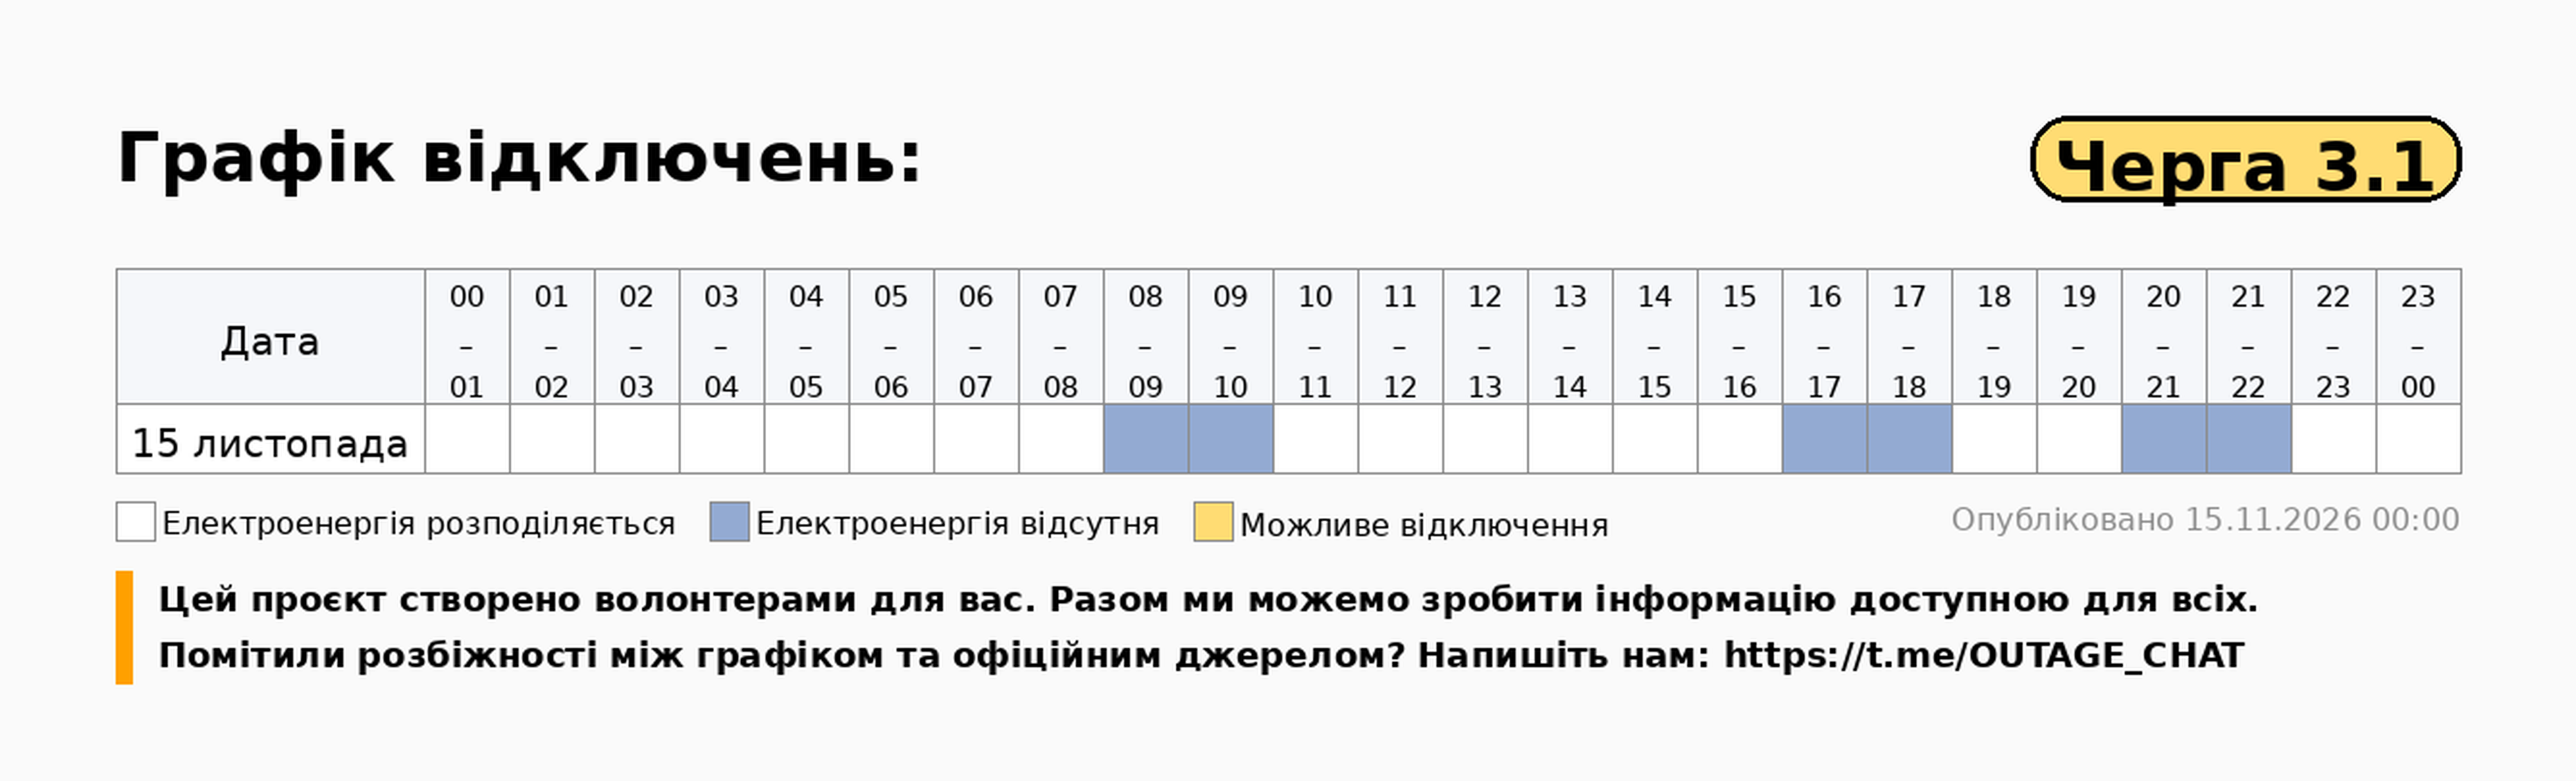 Графік відключень:
Черга 3.1
Дата
00 – 01
01 – 02
02 – 03
03 – 04
04 – 05
05 – 06
06 – 07
07 – 08
08 – 09
09 – 10
10 – 11
11 – 12
12 – 13
13 – 14
14 – 15
15 – 16
16 – 17
17 – 18
18 – 19
19 – 20
20 – 21
21 – 22
22 – 23
23 – 00
15 листопада
Електроенергія розподіляється
Електроенергія відсутня
Можливе відключення
Опубліковано 15.11.2026 00:00
Цей проєкт створено волонтерами для вас. Разом ми можемо зробити інформацію доступною для всіх.
Помітили розбіжності між графіком та офіційним джерелом? Напишіть нам: https://t.me/OUTAGE_CHAT